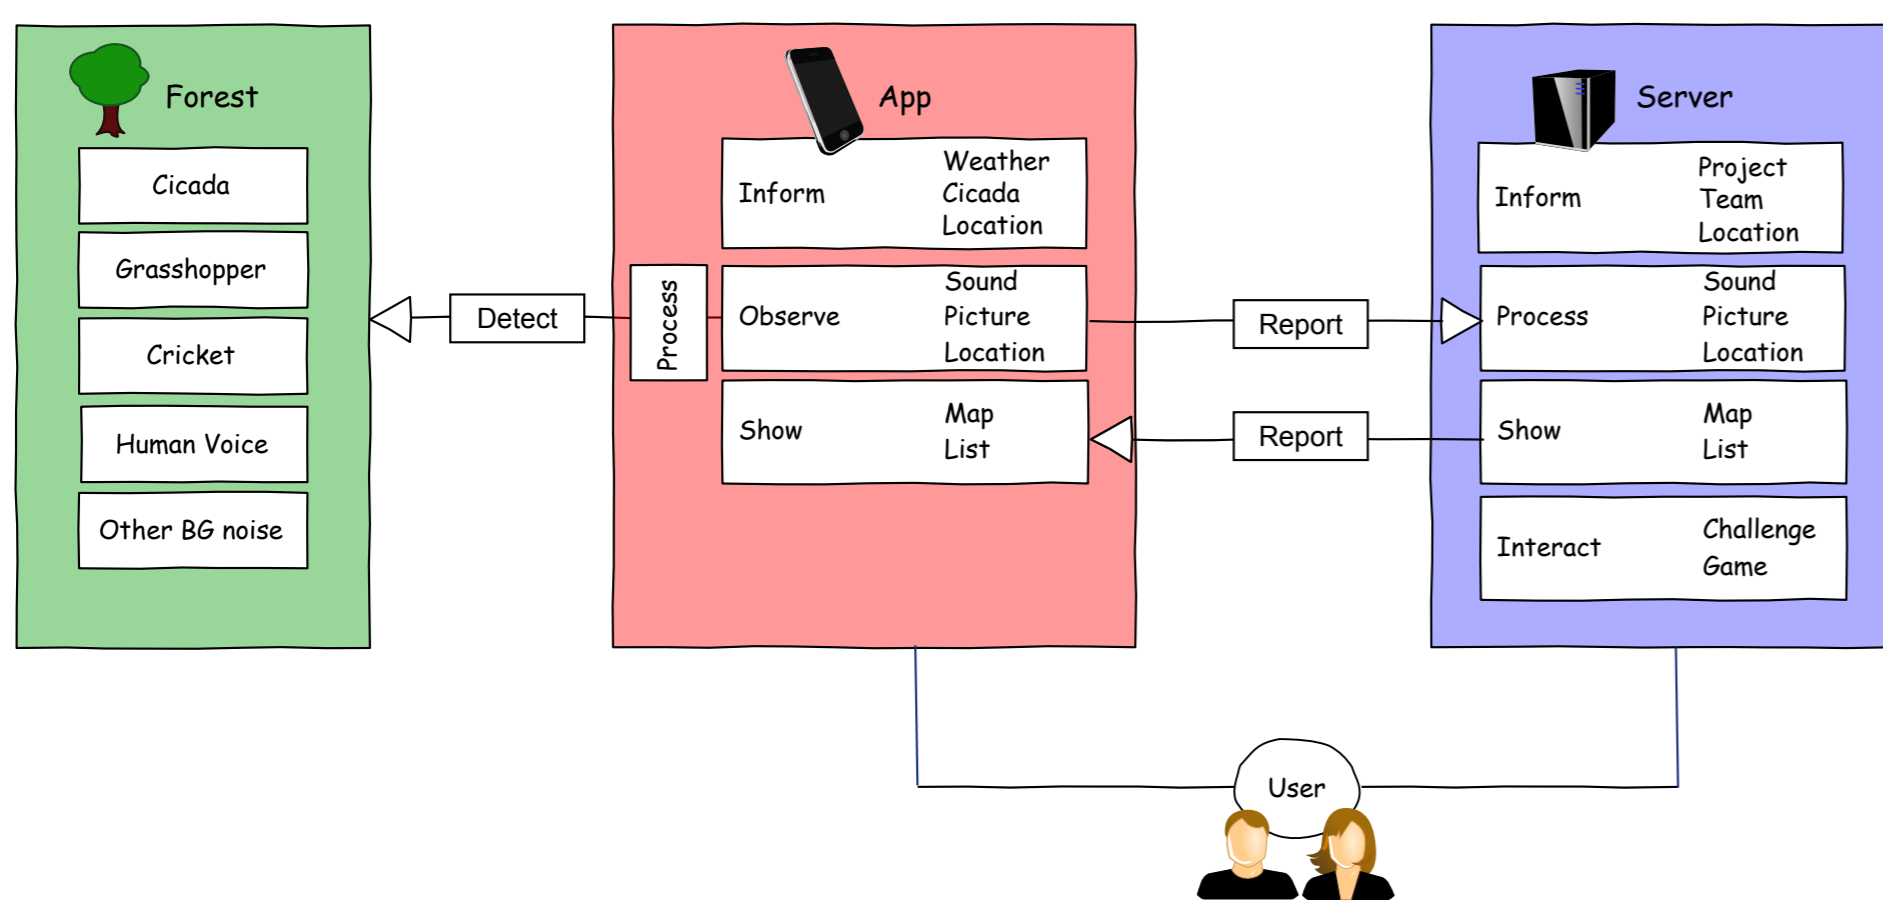 Forest
Cicada
Grasshopper
Cricket
Human Voice
Other BG noise
Detect
App
Inform
Weather
Cicada
Location
Process
Observe
Sound
Picture
Location
Show
Map
List
Report
Report
Server
Inform
Project
Team
Location
Process
Sound
Picture
Location
Show
Map
List
Interact
Challenge
Game
User